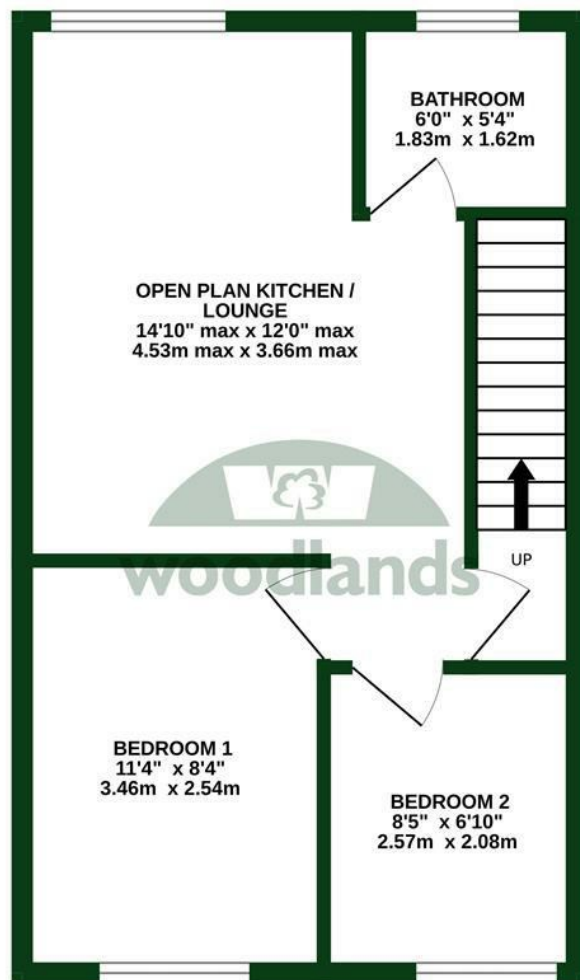 BATHROOM
6'0" x 5'4"
1.83m x 1.62m
OPEN PLAN KITCHEN /
LOUNGE
14'10" max x 12'0" max
4.53m max x 3.66m max
woodlands
UP
BEDROOM 1
11'4" x 8'4"
3.46m x 2.54m
BEDROOM 2
8'5" x 6'10"
2.57m x 2.08m